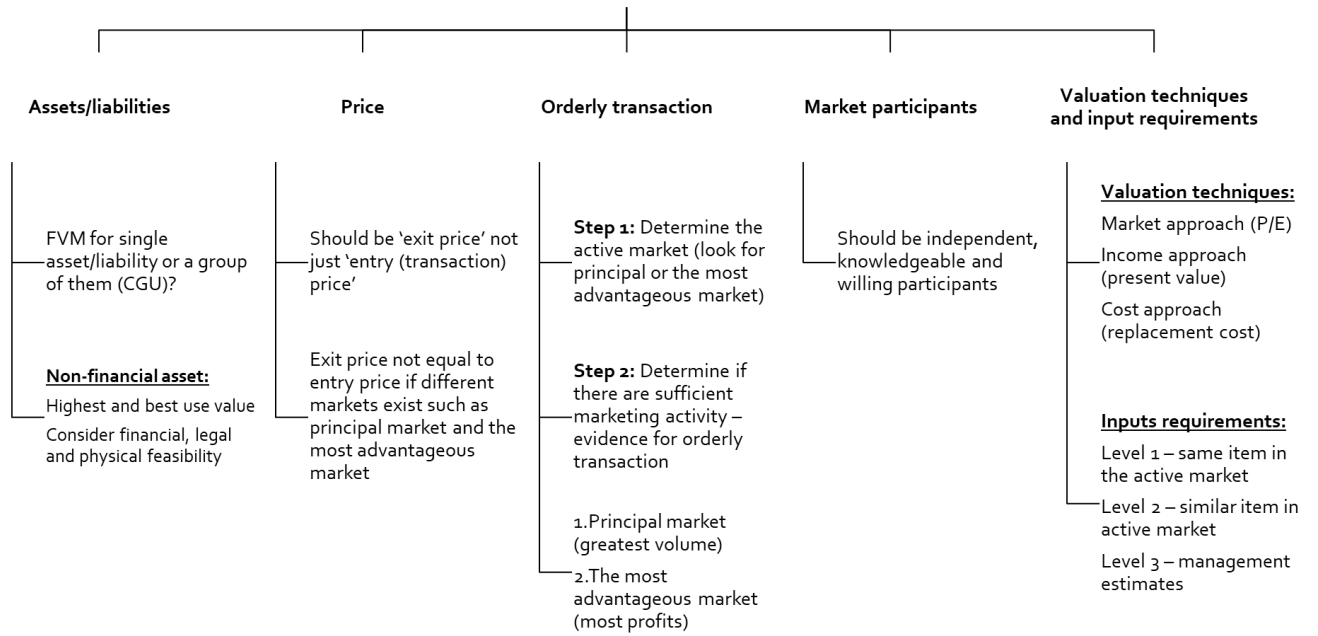 Assets/liabilities
FVM for single
asset/liability or a group
of them (CGU)?
Non-financial asset:
Highest and best use value
Consider financial, legal
and physical feasibility
Price
Should be ‘exit price’ not
just ‘entry (transaction)
price’
Exit price not equal to
entry price if different
markets exist such as
principal market and the
most advantageous
market
Orderly transaction
Step 1: Determine the
active market (look for
principal or the most
advantageous market)
Step 2: Determine if
there are sufficient
marketing activity –
evidence for orderly
transaction
1.Principal market
(greatest volume)
2.The most
advantageous market
(most profits)
Market participants
Should be independent,
knowledgeable and
willing participants
Valuation techniques
and input requirements
Valuation techniques:
Market approach (P/E)
Income approach
(present value)
Cost approach
(replacement cost)
Inputs requirements:
Level 1 – same item in
the active market
Level 2 – similar item in
active market
Level 3 – management
estimates